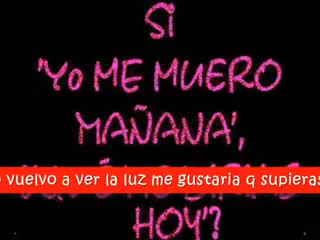 Si
'Yo ME MUERO
MAÑANA',
vuelvo a ver la luz me gustaria q supieras
HOY'?